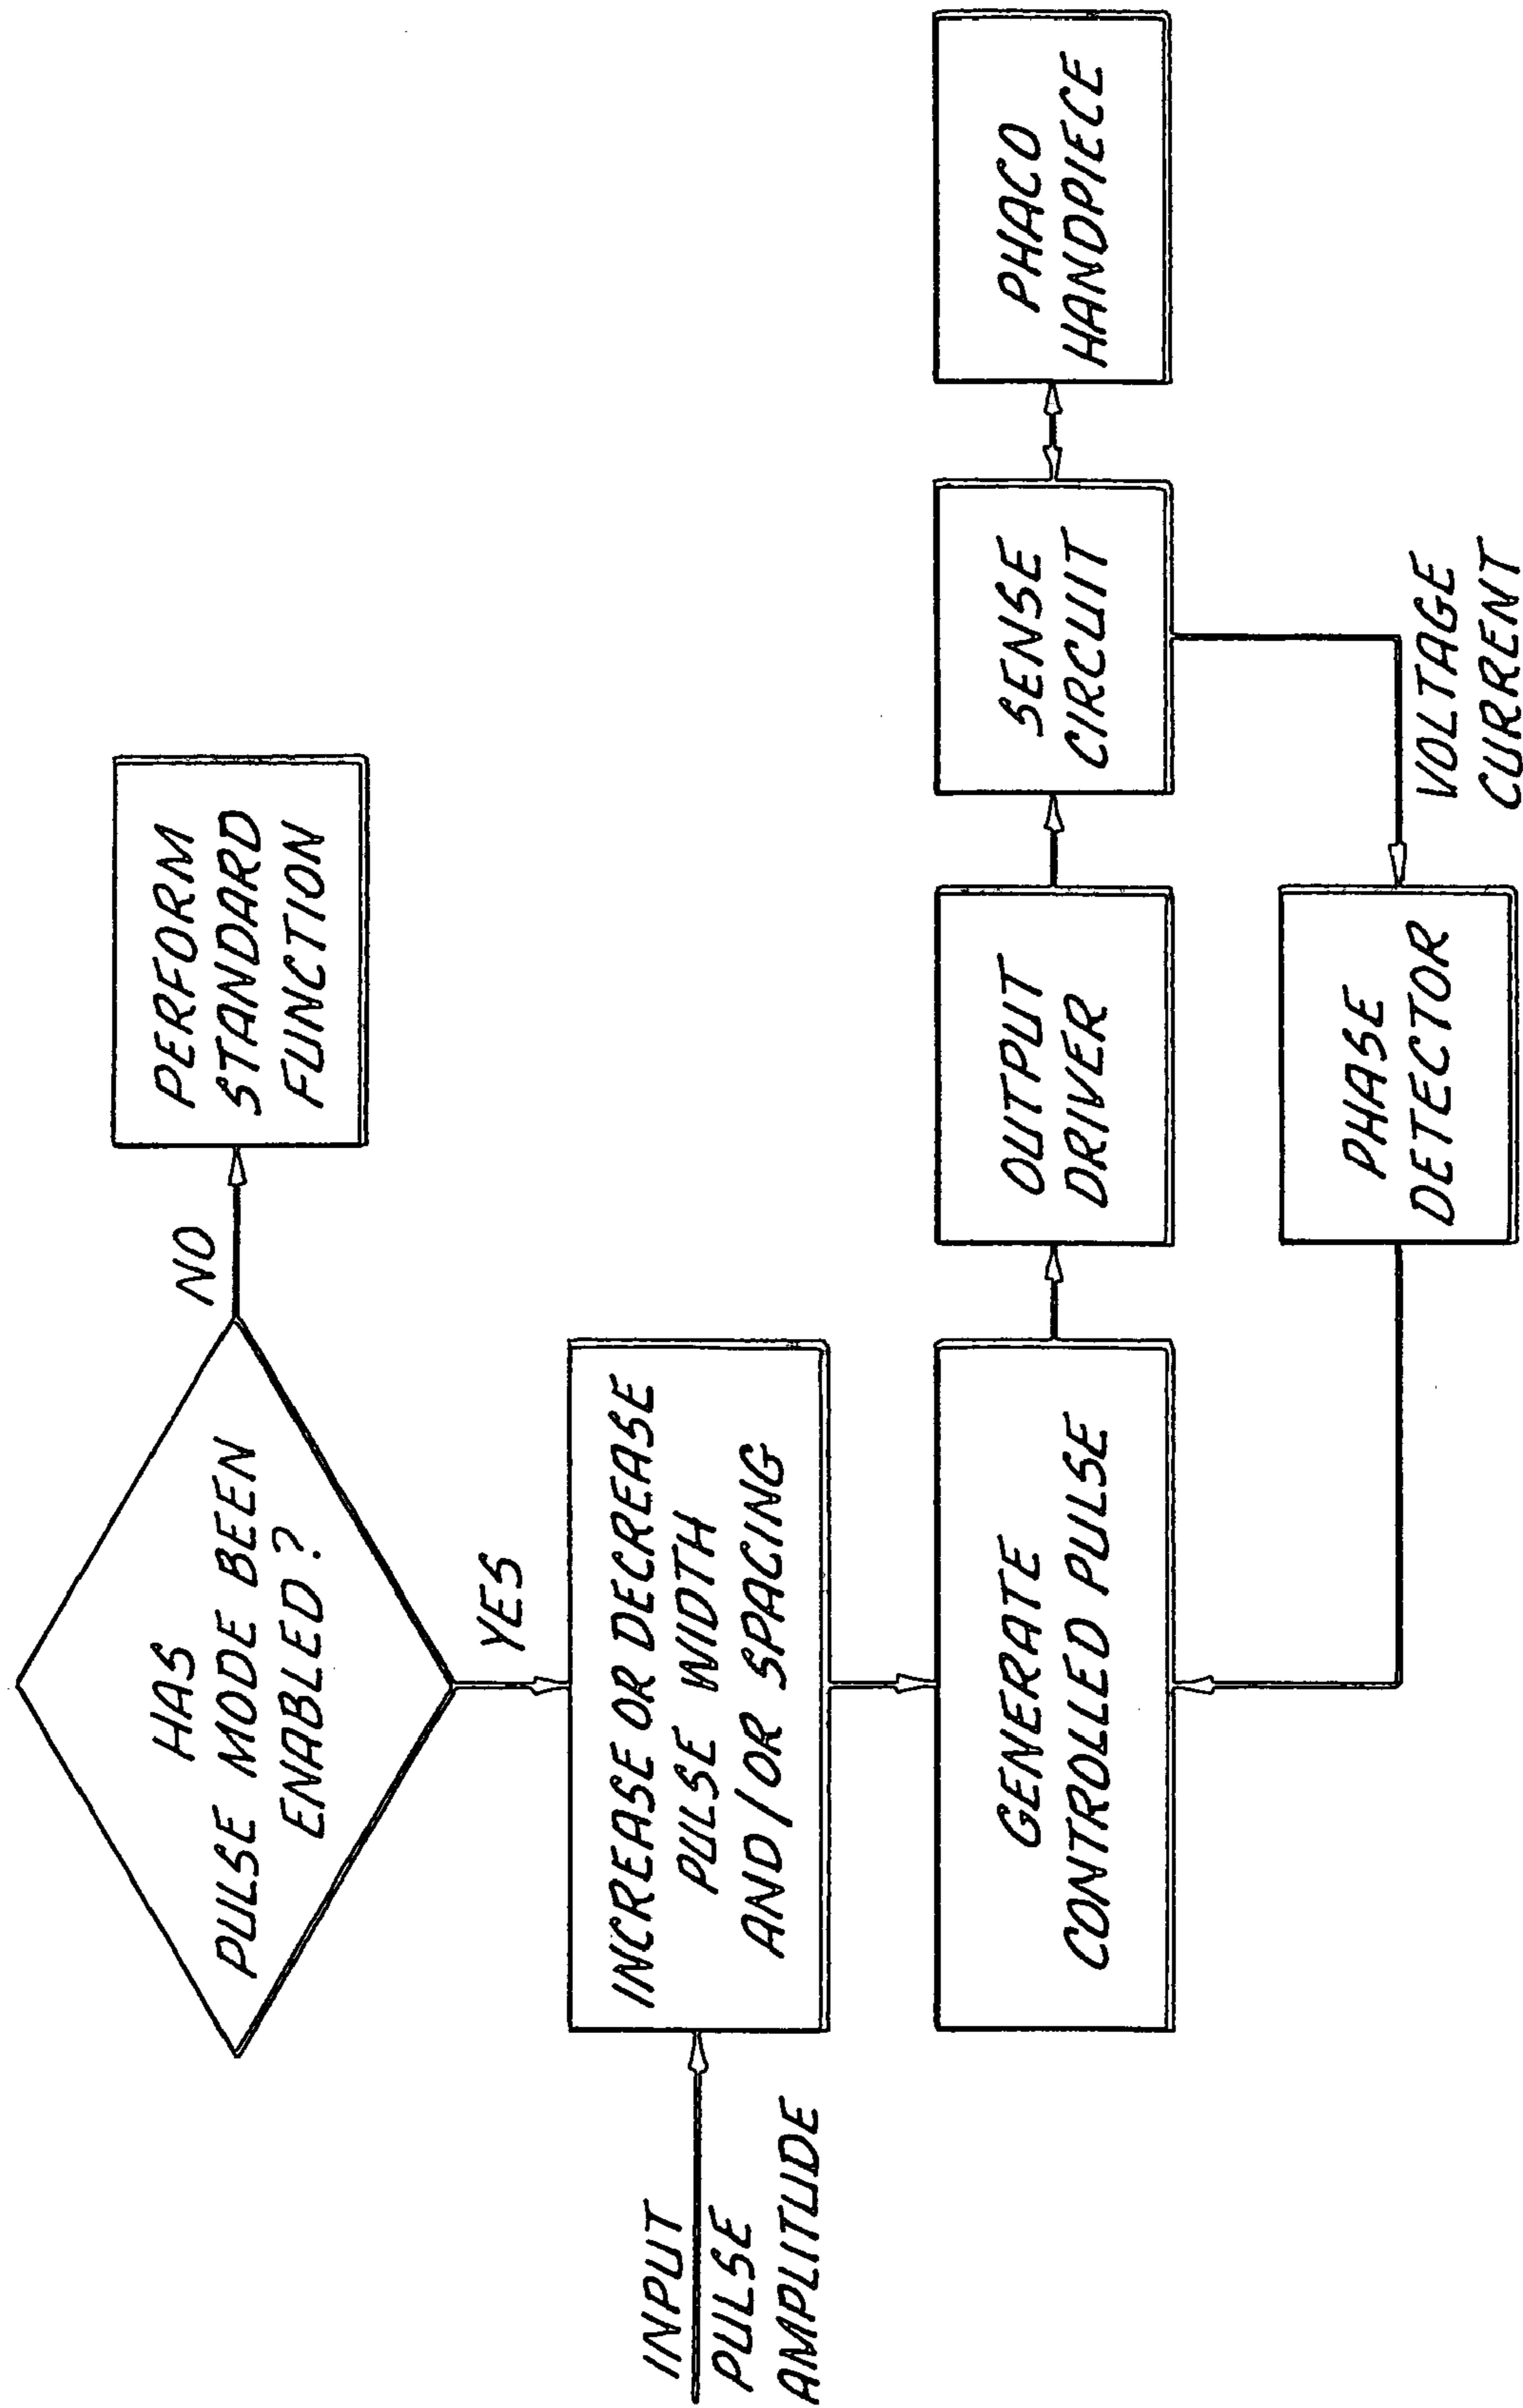 HAS
PULSE MODE BEEN
ENABLED?
NO
PERFORM
STANDARD
FUNCTION
YES
INPUT
PULSE
AMPLITUDE
INCREASE OR DECREASE
PULSE WIDTH
AND/OR SPACING
GENERATE
CONTROLLED PULSE
OUTPUT
DRIVER
SENSE
CIRCUIT
PHACO
HANDPIECE
PHASE
DETECTOR
VOLTAGE
CURRENT